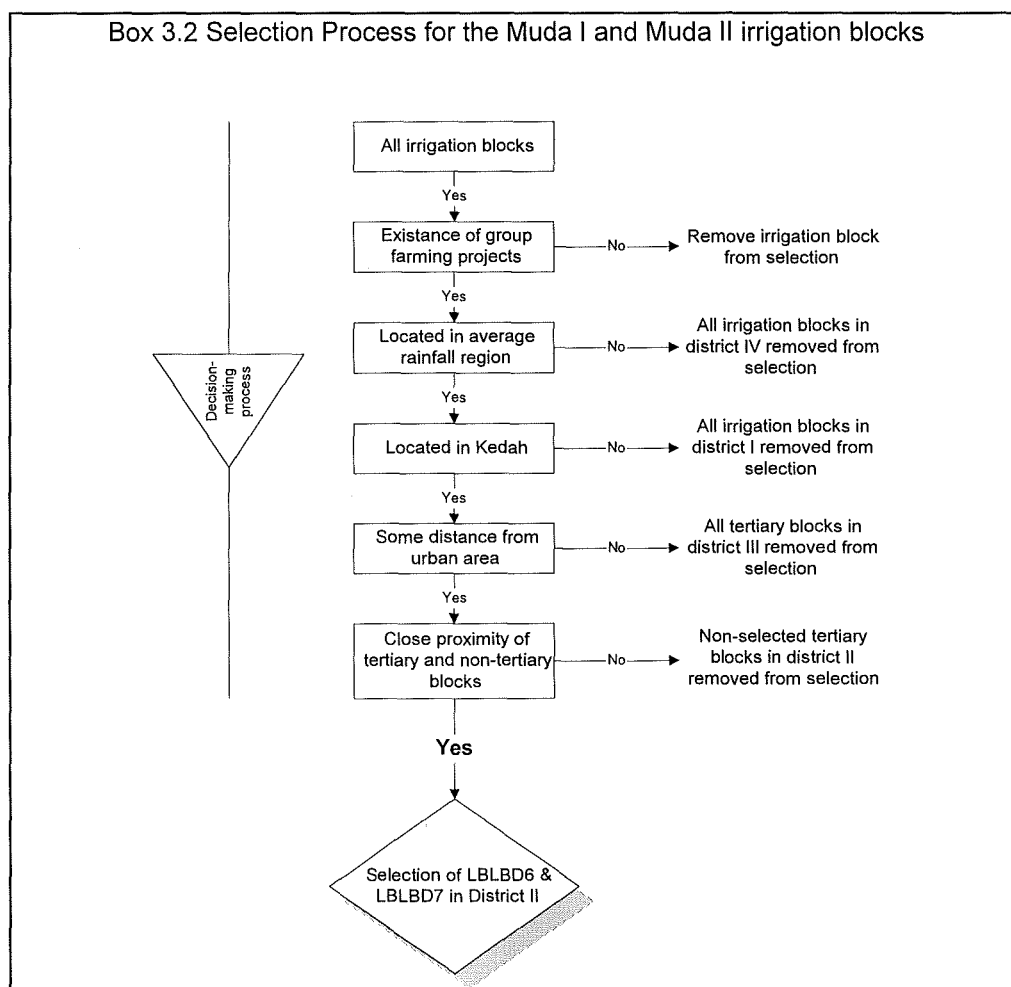 Box 3.2 Selection Process for the Muda I and Muda II irrigation blocks
All irrigation blocks
Yes
Existance of group
farming projects
No
Remove irrigation block
from selection
Yes
Located in average
rainfall region
No
All irrigation blocks in
district IV removed from
selection
Decision-
making
process
Yes
Located in Kedah
No
All irrigation blocks in
district I removed from
selection
Yes
Some distance from
urban area
No
All tertiary blocks in
district III removed from
selection
Yes
Close proximity of
tertiary and non-tertiary
blocks
No
Non-selected tertiary
blocks in district II
removed from selection
Yes
Selection of LBLBD6 &
LBLBD7 in District II